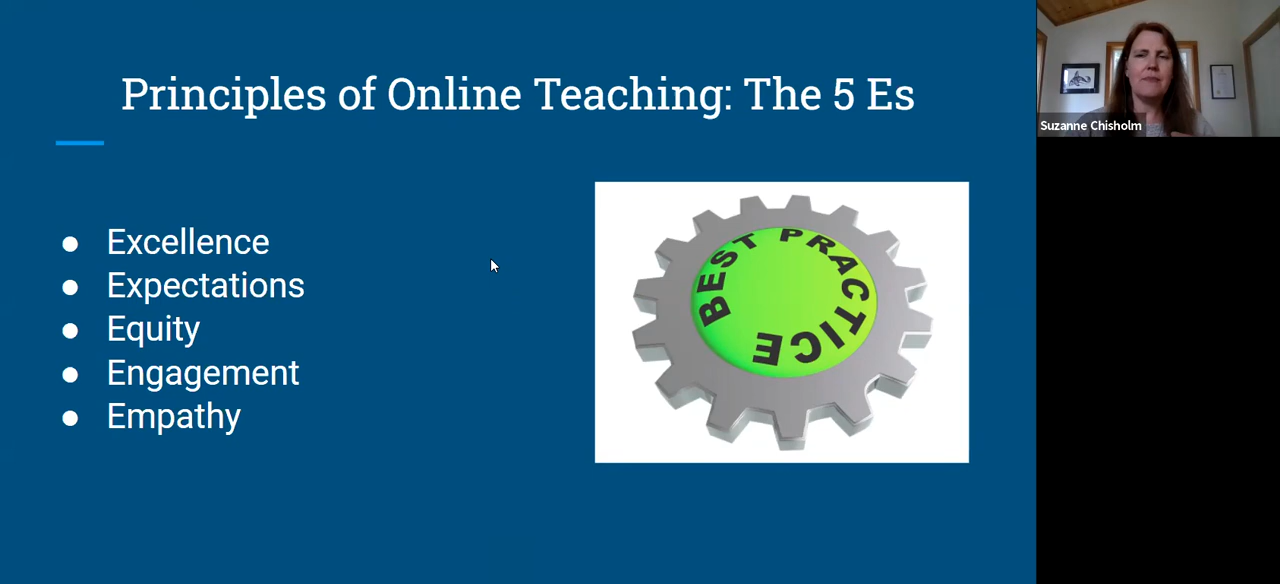 Principles of Online Teaching: The 5 Es
Suzanne Chisholm
● Excellence
● Expectations
● Equity
● Engagement
● Empathy
BEST PRACTICE